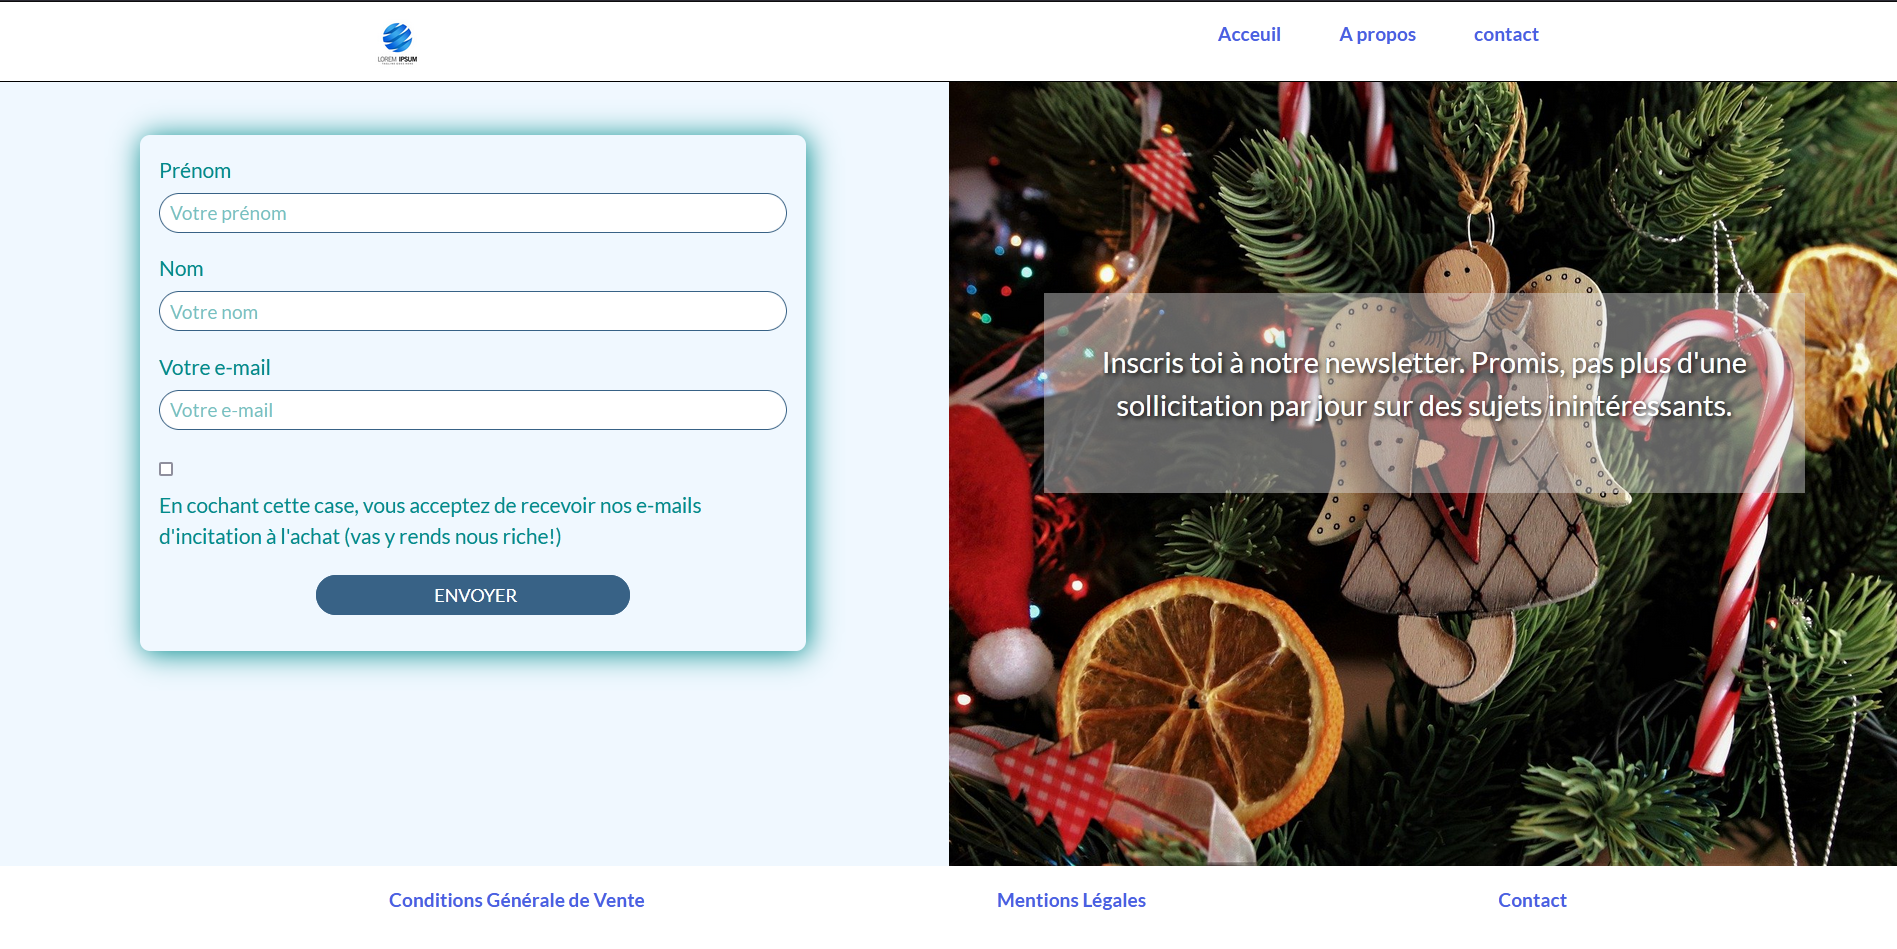 Acceuil A propos contact
LOREM IPSUM
Prénom
Votre prénom
Nom
Votre nom
Votre e-mail
Votre e-mail
En cochant cette case, vous acceptez de recevoir nos e-mails
d'incitation à l'achat (vas y rends nous riche!)
ENVOYER
Inscris toi à notre newsletter. Promis, pas plus d'une
sollicitation par jour sur des sujets inintéressants.
Conditions Générale de Vente Mentions Légales Contact